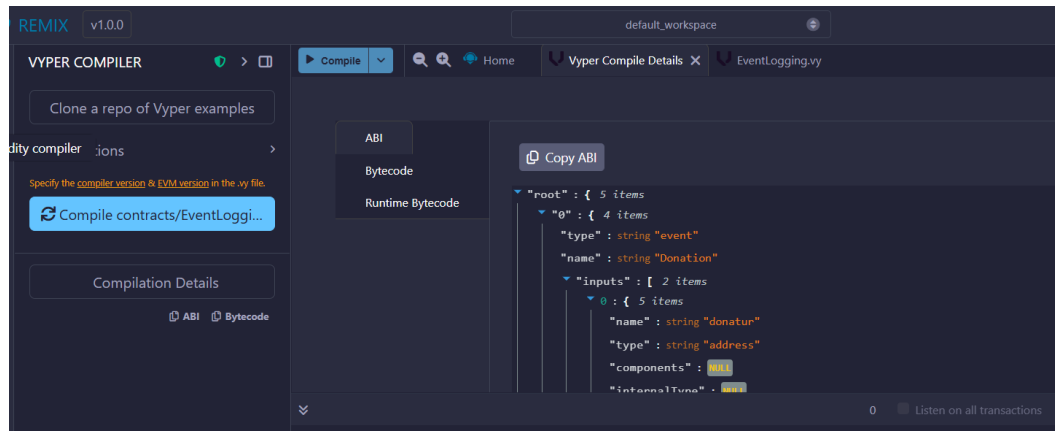 REMIX v1.0.0
default_workspace
VYPER COMPILER
Compile
Home
Vyper Compile Details
EventLogging.vy
Clone a repo of Vyper examples
dity compiler
tions
Specify the compiler version & EVM version in the .vy file.
Compile contracts/EventLoggi...
Compilation Details
ABI Bytecode
ABI
Bytecode
Runtime Bytecode
Copy ABI
"root" : { 5 items
"0" : { 4 items
"type" : string "event"
"name" : string "Donation"
"inputs" : [ 2 items
0 : { 5 items
"name" : string "donatur"
"type" : string "address"
"components" : NULL
"internalType" : NULL
0 Listen on all transactions